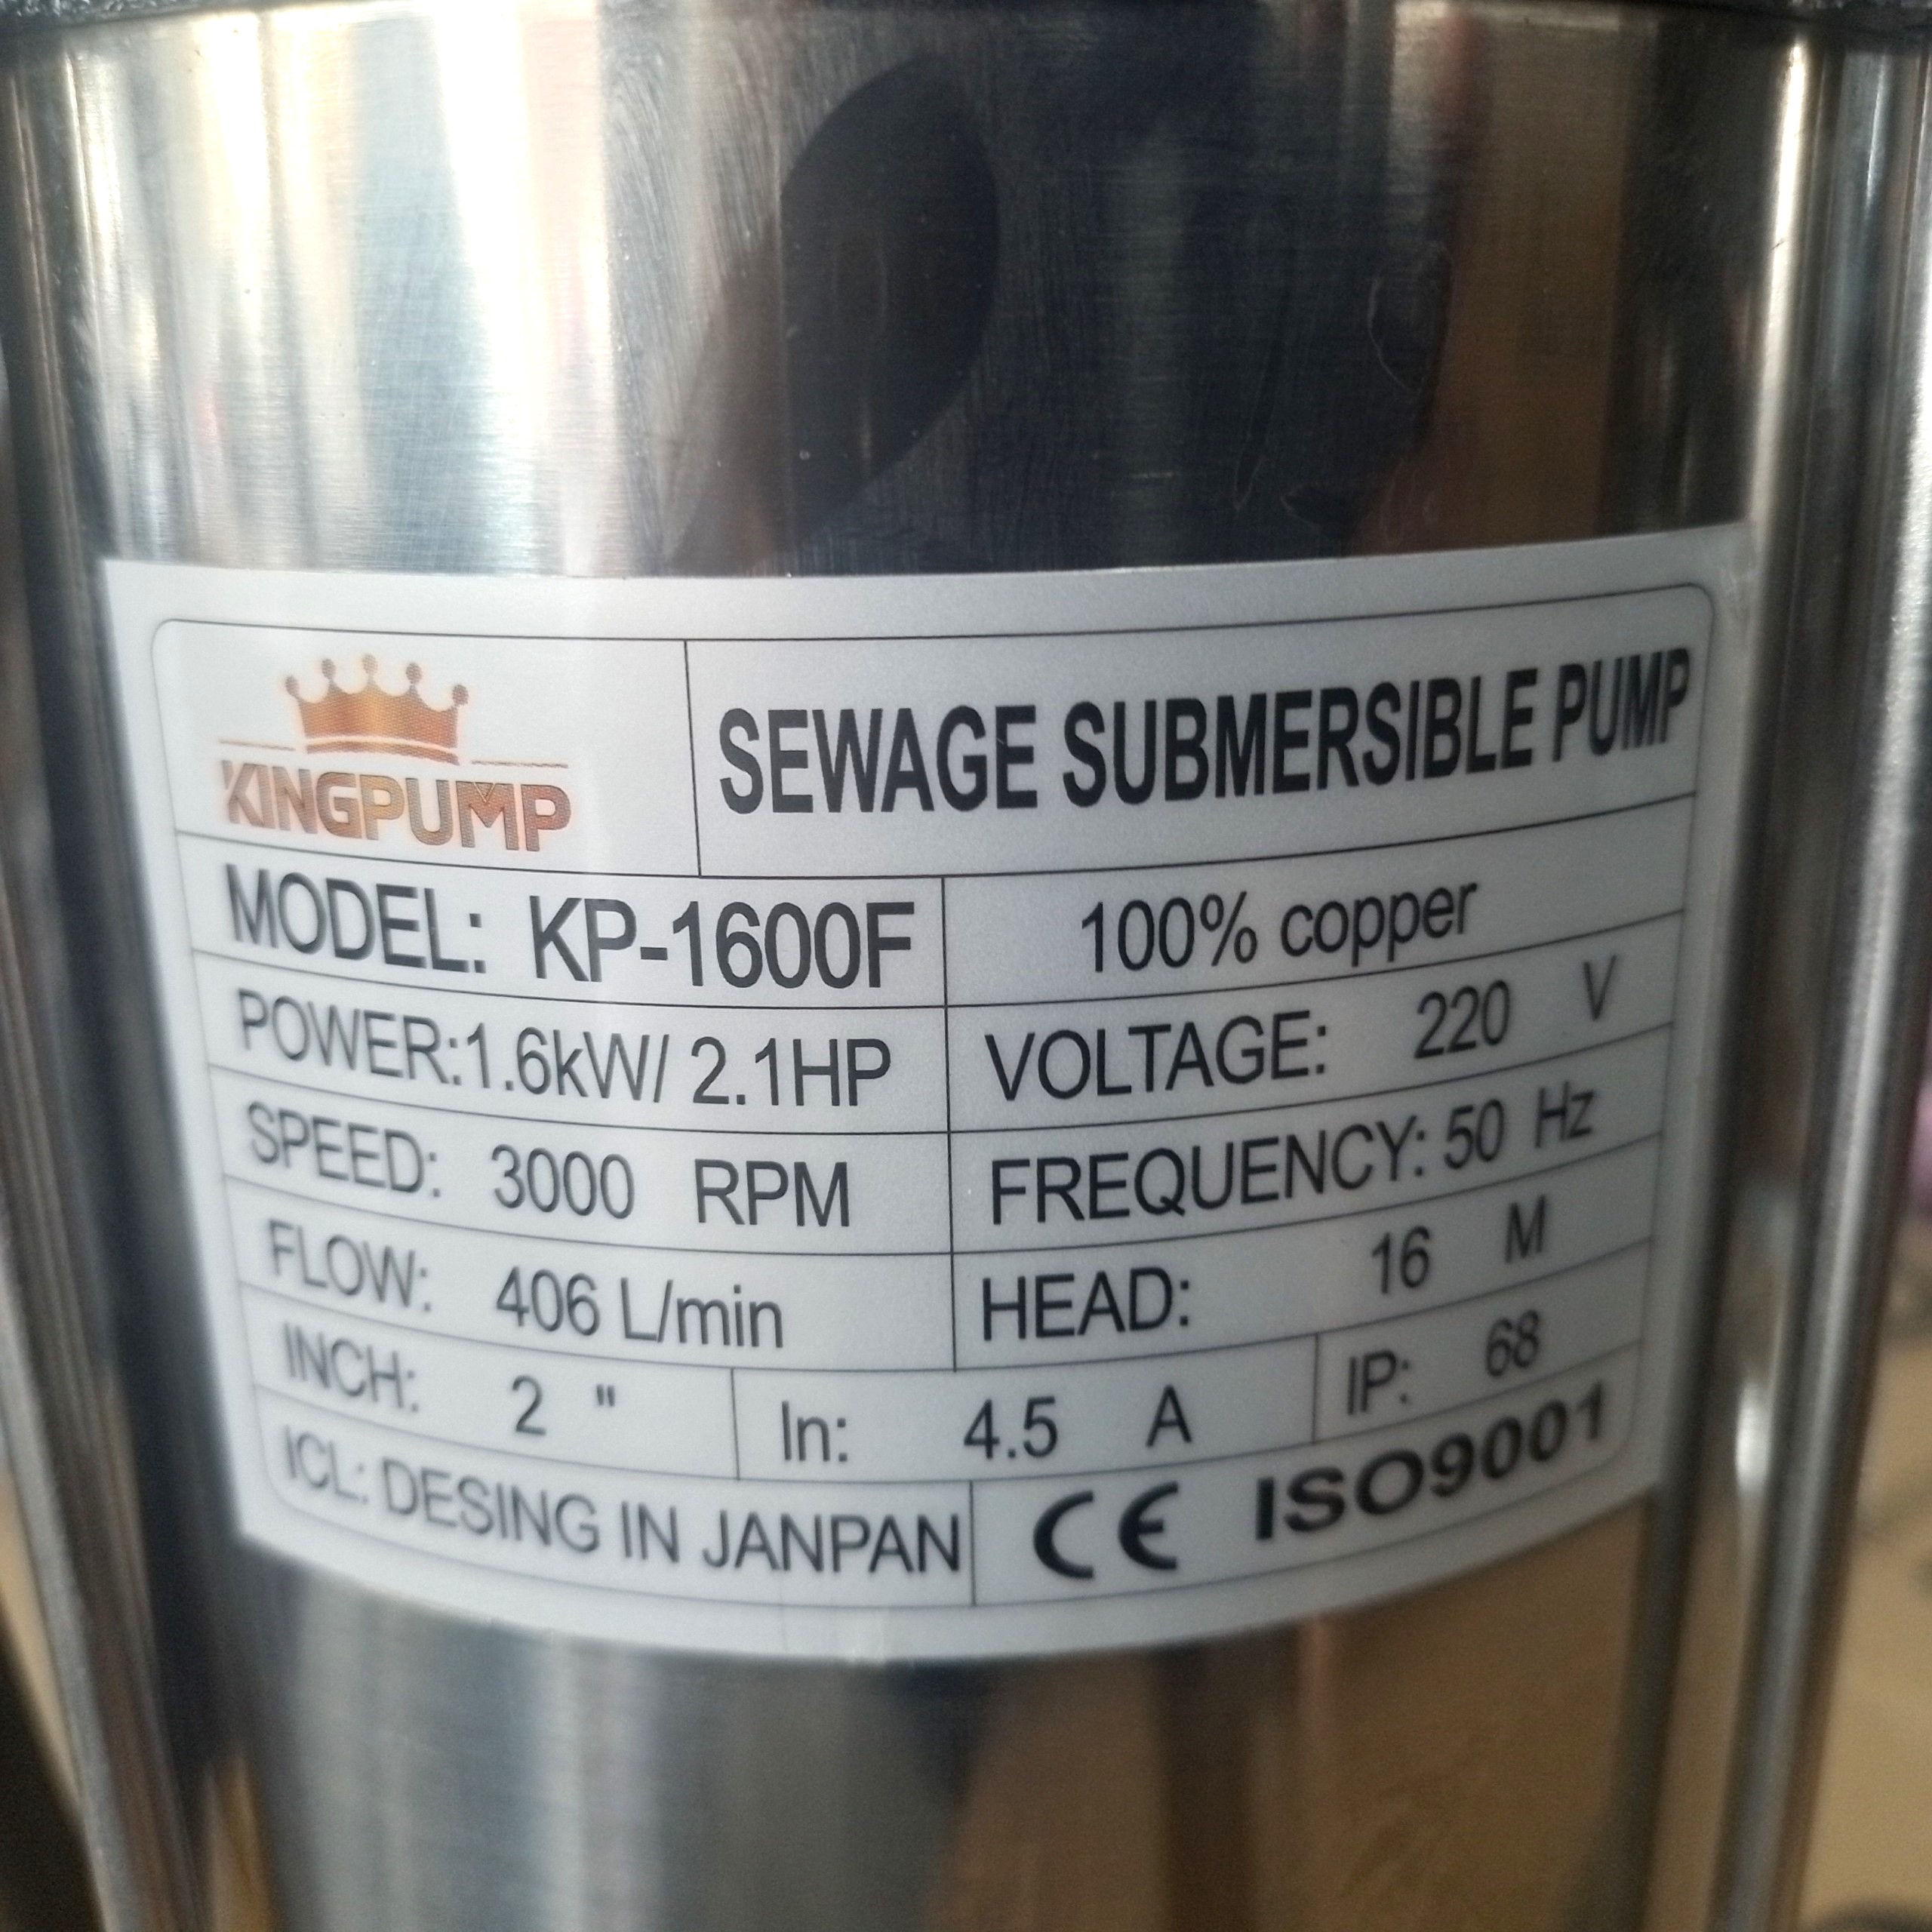 KINGPUMP
SEWAGE SUBMERSIBLE PUMP
MODEL: KP-1600F
100% copper
POWER:1.6kW/ 2.1HP
VOLTAGE: 220 V
SPEED: 3000 RPM
FREQUENCY: 50 Hz
FLOW: 406 L/min
HEAD: 16 M
INCH: 2 "
In: 4.5 A
IP: 68
ICL: DESING IN JANPAN
CE ISO9001